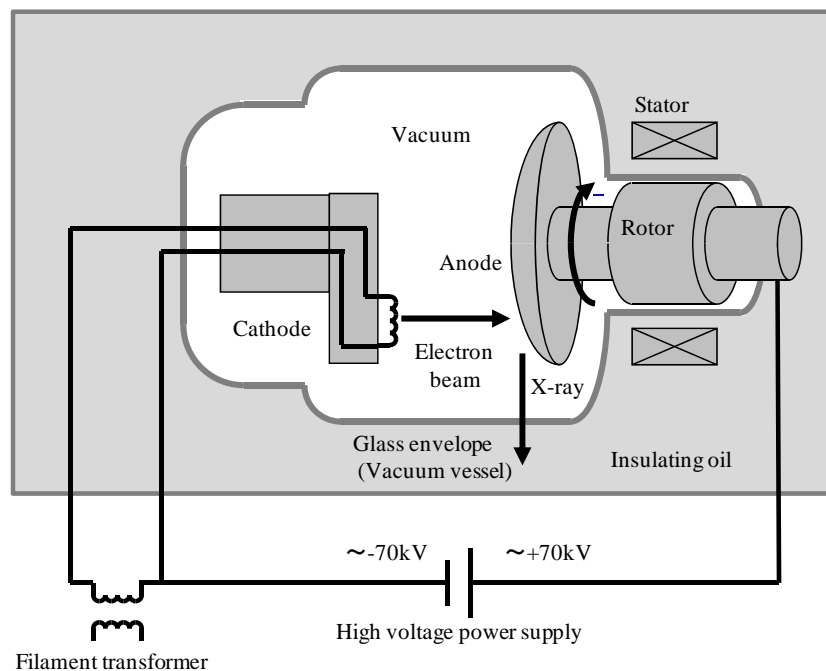 Stator
Vacuum
Rotor
Anode
Cathode
Electron
beam
X-ray
Glass envelope
(Vacuum vessel)
Insulating oil
〜-70kV
〜+70kV
High voltage power supply
Filament transformer